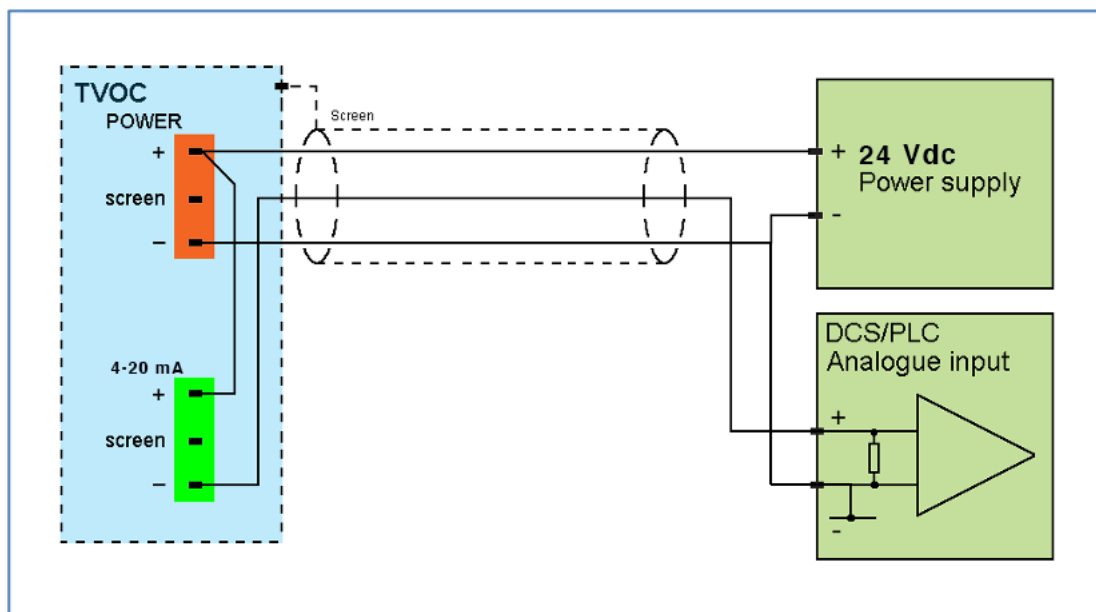 TVOC
POWER
+
screen
–
4-20 mA
+
screen
–
Screen
+ 24 Vdc
Power supply
-
DCS/PLC
Analogue input
+
-